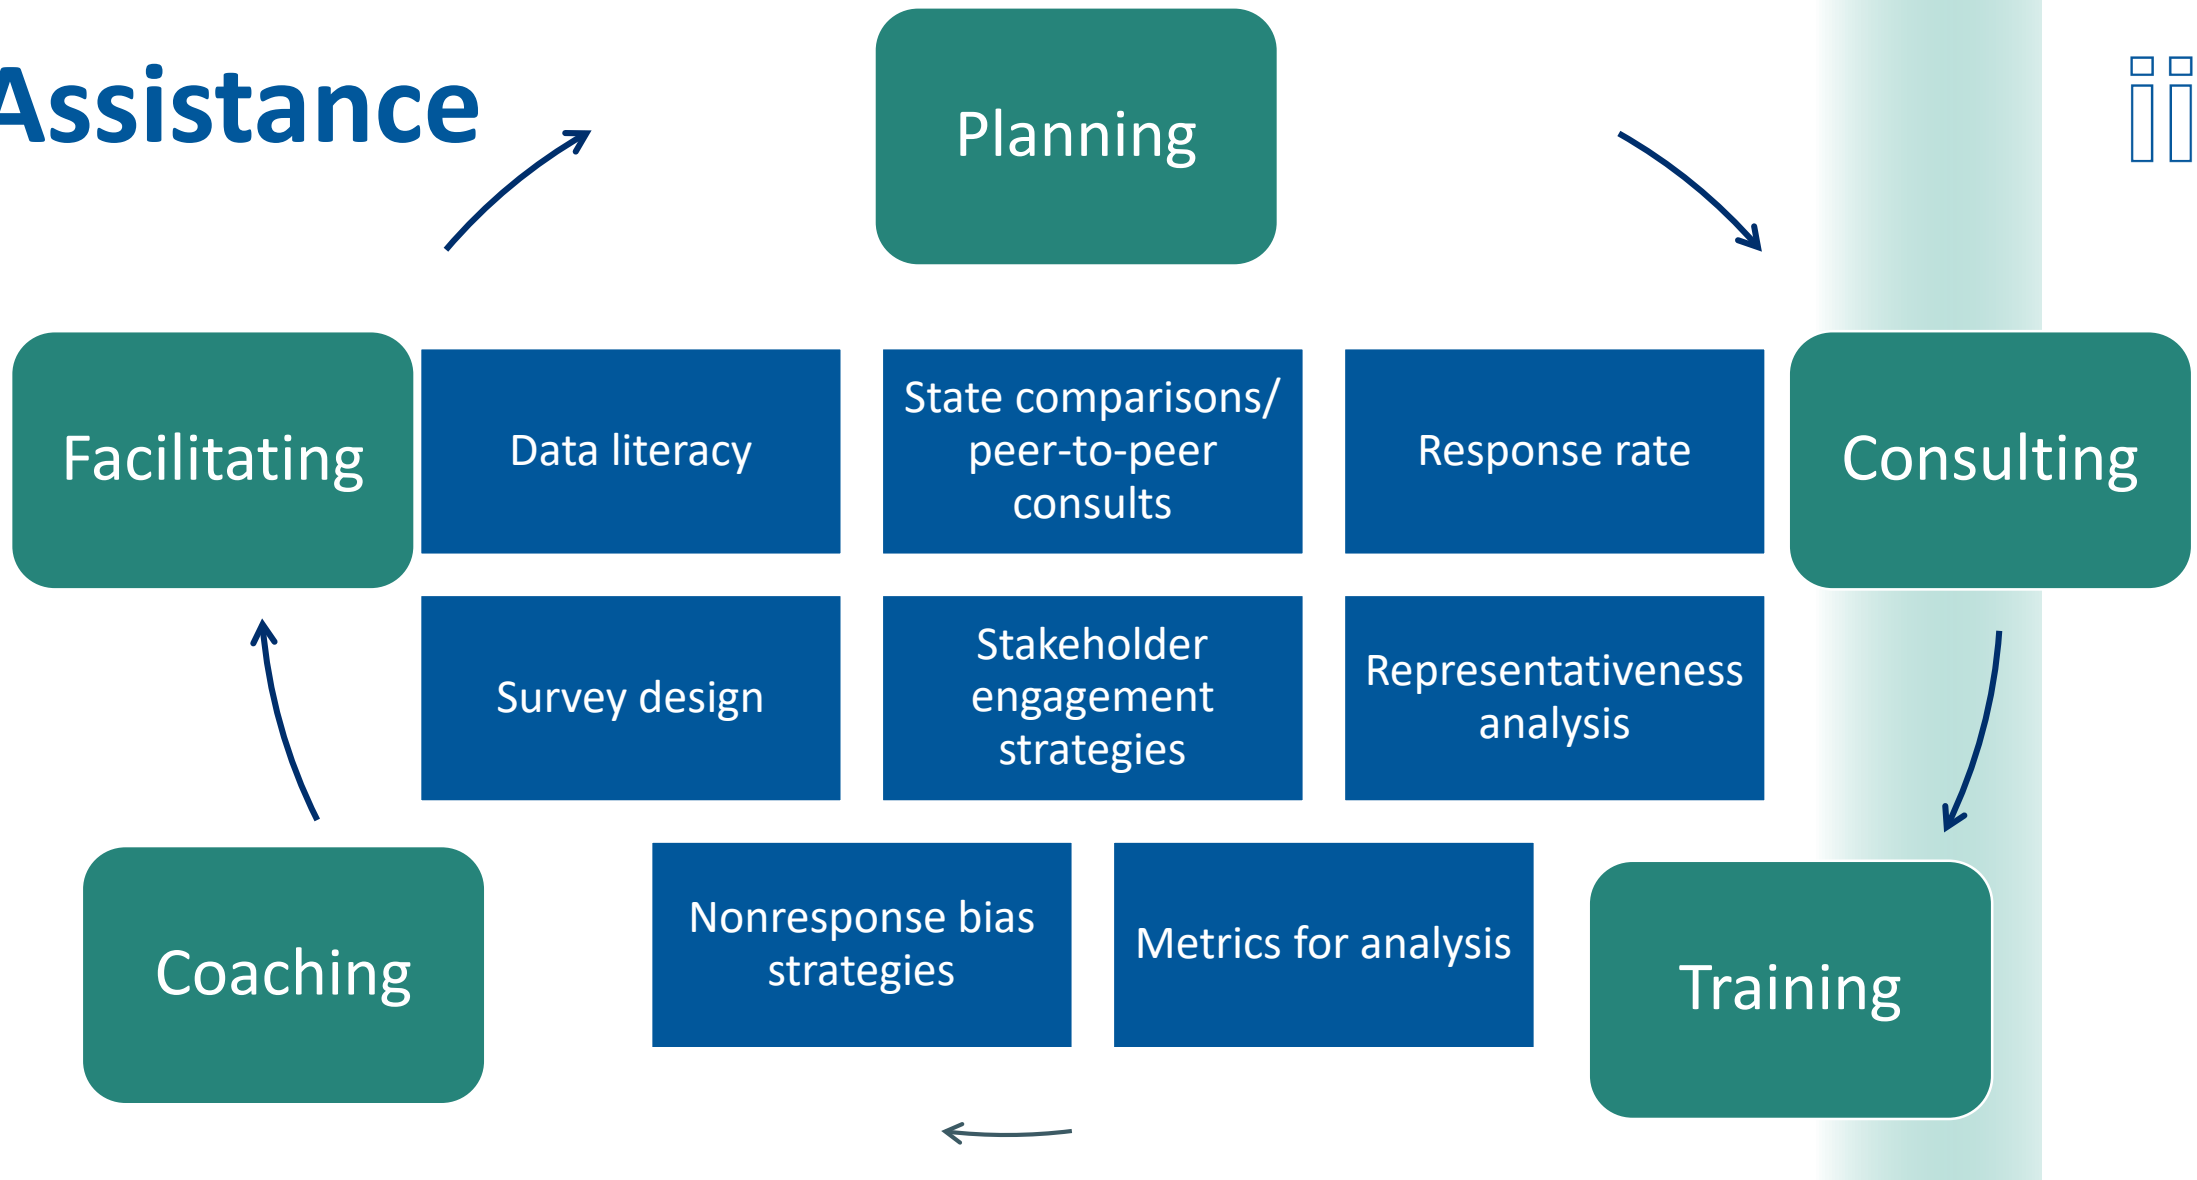 Assistance
ii
Planning
Facilitating
Data literacy
State comparisons/
peer-to-peer
consults
Response rate
Consulting
Survey design
Stakeholder
engagement
strategies
Representativeness
analysis
Coaching
Nonresponse bias
strategies
Metrics for analysis
Training